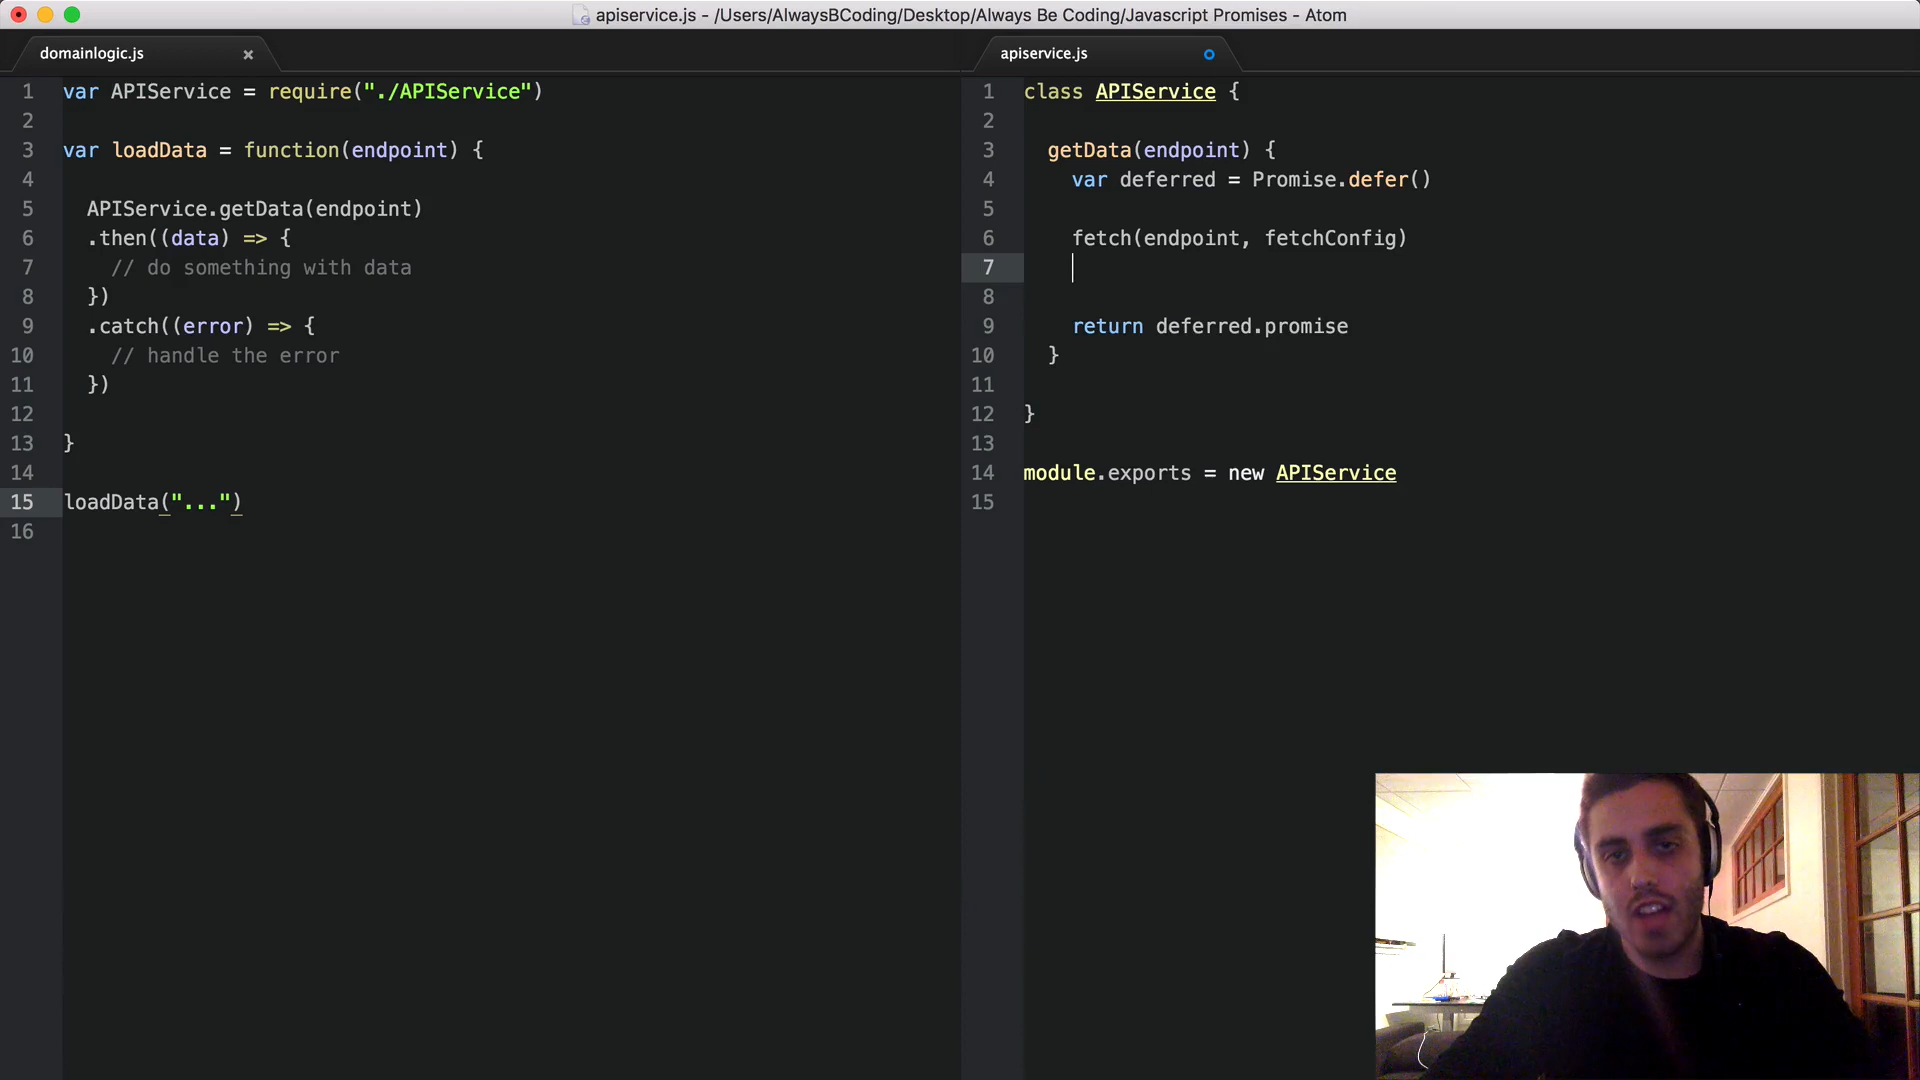 apiservice.js - /Users/AlwaysBCoding/Desktop/Always Be Coding/Javascript Promises - Atom
domainlogic.js
1 var APIService = require("./APIService")
2
3 var loadData = function(endpoint) {
4
5 APIService.getData(endpoint)
6 .then((data) => {
7 // do something with data
8 })
9 .catch((error) => {
10 // handle the error
11 })
12
13 }
14
15 loadData("...")
16
apiservice.js
1 class APIService {
2
3 getData(endpoint) {
4 var deferred = Promise.defer()
5
6 fetch(endpoint, fetchConfig)
7
8
9 return deferred.promise
10 }
11
12 }
13
14 module.exports = new APIService
15